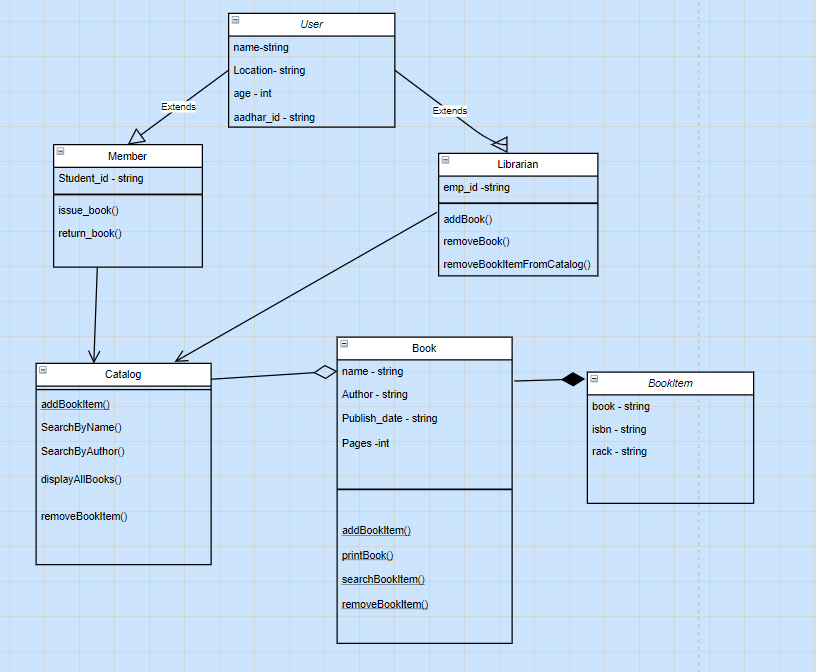 User
name-string
Location- string
age - int
aadhar_id - string
Extends
Extends
Member
Student_id - string
issue_book()
return_book()
Librarian
emp_id -string
addBook()
removeBook()
removeBookItemFromCatalog()
Catalog
addBookItem()
SearchByName()
SearchByAuthor()
displayAllBooks()
removeBookItem()
Book
name - string
Author - string
Publish_date - string
Pages -int
addBookItem()
printBook()
searchBookItem()
removeBookItem()
BookItem
book - string
isbn - string
rack - string